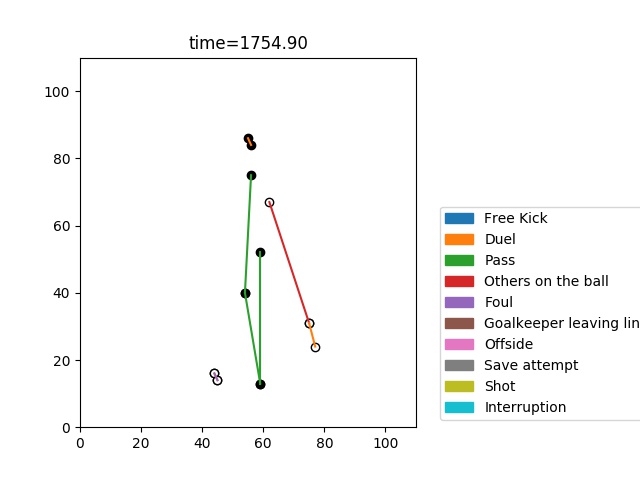 time=1754.90
100
80
60
40
20
0
0 20 40 60 80 100
Free Kick
Duel
Pass
Others on the ball
Foul
Goalkeeper leaving lin
Offside
Save attempt
Shot
Interruption